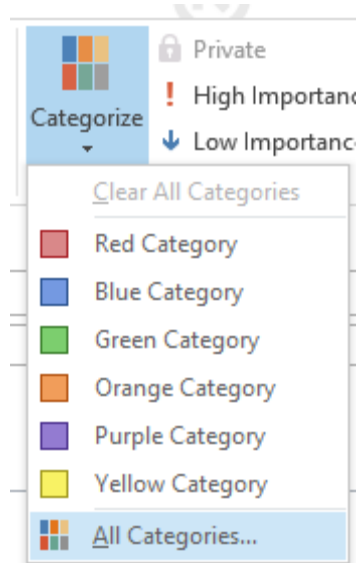 Private
! High Importanc
Categorize
Low Importanc
Clear All Categories
Red Category
Blue Category
Green Category
Orange Category
Purple Category
Yellow Category
All Categories...